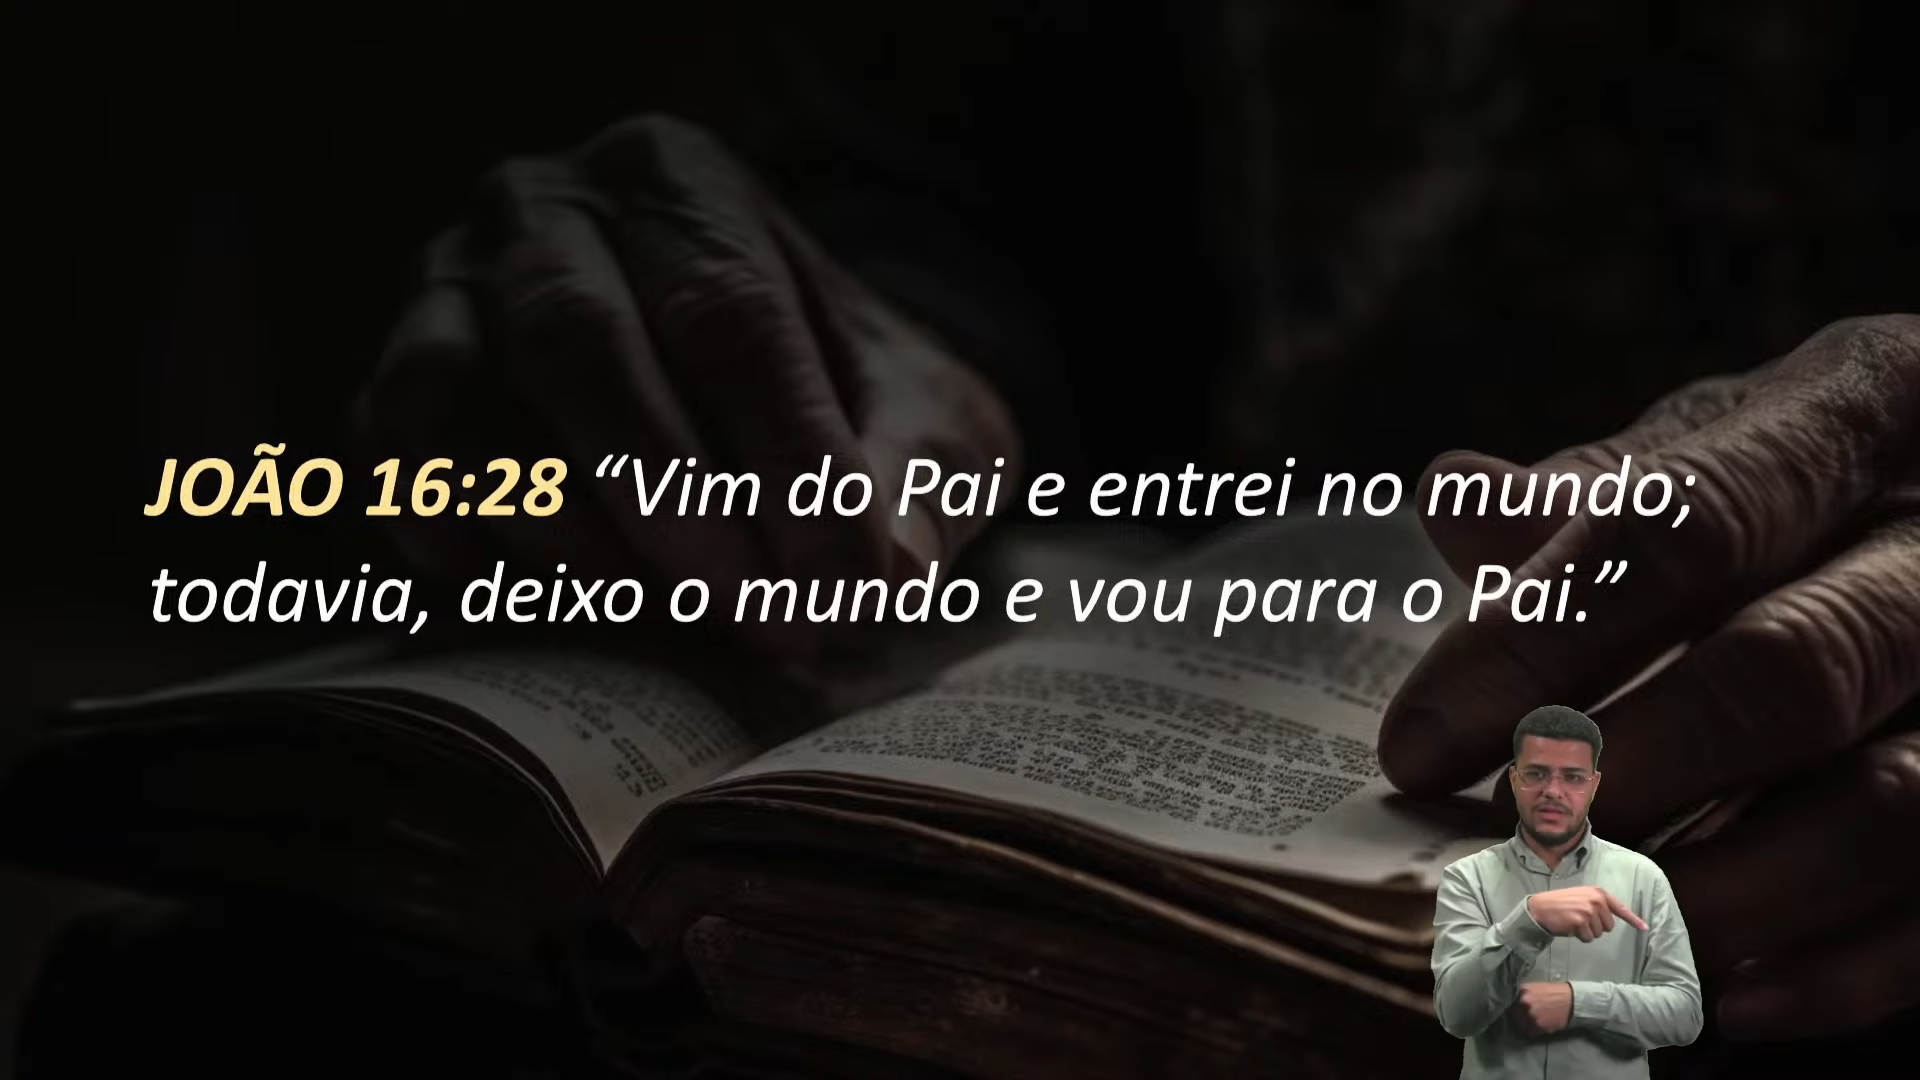 JOÃO 16:28 “Vim do Pai e entrei no mundo;
todavia, deixo o mundo e vou para o Pai.”